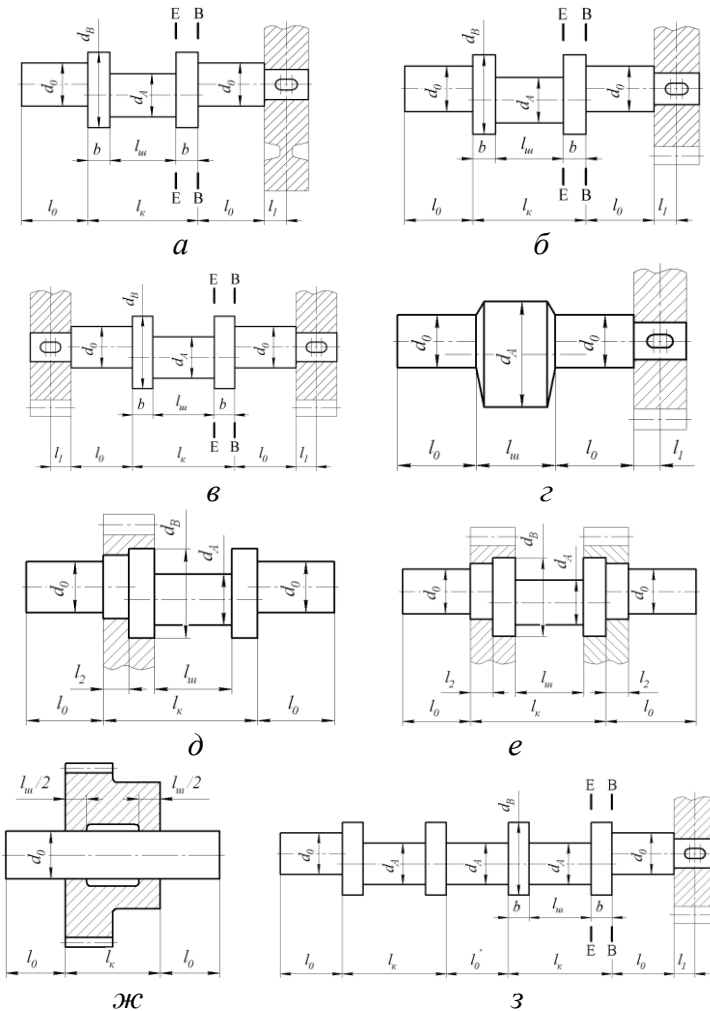 E B
d_B
d_0 d_A d_0
b l_ш b
E B
l_0 l_к l_0 l_1
а
E B
d_B
d_0 d_A d_0
b l_ш b
E B
l_0 l_к l_0 l_1
б
E B
d_B
d_0 d_A d_0
b l_ш b
E B
l_1 l_0 l_к l_0 l_1
в
d_0 d_A d_0
l_0 l_ш l_0 l_1
г
d_B d_A
d_0 d_0
l_2 l_ш
l_0 l_к l_0
д
d_B d_A
d_0 d_0
l_2 l_ш l_2
l_0 l_к l_0
е
l_ш/2 l_ш/2
d_0
l_0 l_к l_0
ж
E B
d_B
d_0 d_A d_A d_A d_0
b l_ш b
E B
l_0 l_к l_0' l_к l_0 l_1
з